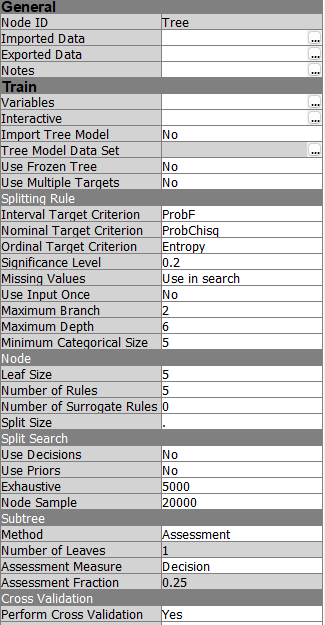 General
Node ID Tree
Imported Data ...
Exported Data ...
Notes ...
Train
Variables ...
Interactive ...
Import Tree Model No
Tree Model Data Set ...
Use Frozen Tree No
Use Multiple Targets No
Splitting Rule
Interval Target Criterion ProbF
Nominal Target Criterion ProbChisq
Ordinal Target Criterion Entropy
Significance Level 0.2
Missing Values Use in search
Use Input Once No
Maximum Branch 2
Maximum Depth 6
Minimum Categorical Size 5
Node
Leaf Size 5
Number of Rules 5
Number of Surrogate Rules 0
Split Size .
Split Search
Use Decisions No
Use Priors No
Exhaustive 5000
Node Sample 20000
Subtree
Method Assessment
Number of Leaves 1
Assessment Measure Decision
Assessment Fraction 0.25
Cross Validation
Perform Cross Validation Yes